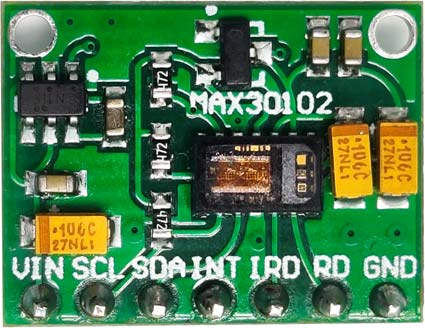 472
MAX30102
472
106C
27NL1
106C
27NL1
472
106C
27NL1
VIN SCL SDA INT IRD RD GND